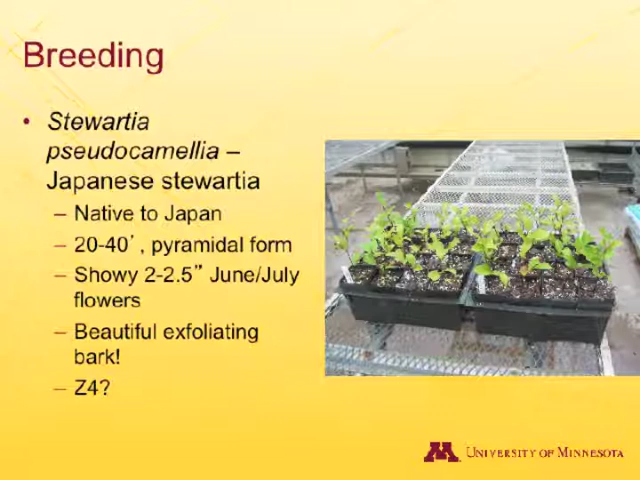 Breeding
• Stewartia
pseudocamellia –
Japanese stewartia
– Native to Japan
– 20-40’, pyramidal form
– Showy 2-2.5” June/July
flowers
– Beautiful exfoliating
bark!
– Z4?
M University of Minnesota